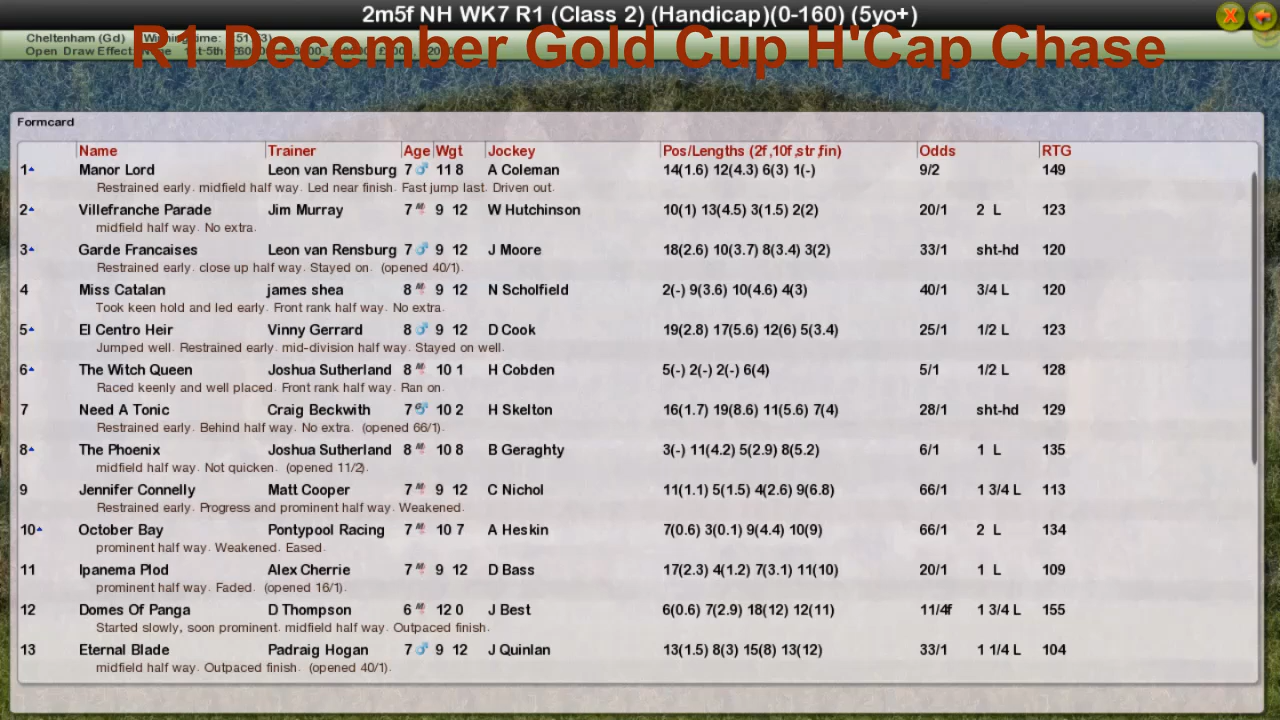 2m5f NH WK7 R1 (Class 2) (Handicap)(0-160) (5yo+)
R1 December Gold Cup H'Cap Chase
Cheltenham (Gd)
Open Draw Effect: 1st-5th
Formcard
Name Trainer Age Wgt Jockey Pos/Lengths (2f,10f,str,fin) Odds RTG
1 Manor Lord Leon van Rensburg 7 11 8 A Coleman 14(1.6) 12(4.3) 6(3) 1(-) 9/2 149
Restrained early. midfield half way. Led near finish. Fast jump last. Driven out.
2 Villefranche Parade Jim Murray 7 9 12 W Hutchinson 10(1) 13(4.5) 3(1.5) 2(2) 20/1 2 L 123
midfield half way. No extra.
3 Garde Francaises Leon van Rensburg 7 9 12 J Moore 18(2.6) 10(3.7) 8(3.4) 3(2) 33/1 sht-hd 120
Restrained early. close up half way. Stayed on. (opened 40/1).
4 Miss Catalan james shea 8 9 12 N Scholfield 2(-) 9(3.6) 10(4.6) 4(3) 40/1 3/4 L 120
Took keen hold and led early. Front rank half way. No extra.
5 El Centro Heir Vinny Gerrard 8 9 12 D Cook 19(2.8) 17(5.6) 12(6) 5(3.4) 25/1 1/2 L 123
Jumped well. Restrained early. mid-division half way. Stayed on well.
6 The Witch Queen Joshua Sutherland 8 10 1 H Cobden 5(-) 2(-) 2(-) 6(4) 5/1 1/2 L 128
Raced keenly and well placed. Front rank half way. Ran on.
7 Need A Tonic Craig Beckwith 7 10 2 H Skelton 16(1.7) 19(8.6) 11(5.6) 7(4) 28/1 sht-hd 129
Restrained early. Behind half way. No extra. (opened 66/1).
8 The Phoenix Joshua Sutherland 8 10 8 B Geraghty 3(-) 11(4.2) 5(2.9) 8(5.2) 6/1 1 L 135
midfield half way. Not quicken. (opened 11/2).
9 Jennifer Connelly Matt Cooper 7 9 12 C Nichol 11(1.1) 5(1.5) 4(2.6) 9(6.8) 66/1 1 3/4 L 113
Restrained early. Progress and prominent half way. Weakened.
10 October Bay Pontypool Racing 7 10 7 A Heskin 7(0.6) 3(0.1) 9(4.4) 10(9) 66/1 2 L 134
prominent half way. Weakened. Eased.
11 Ipanema Plod Alex Cherrie 7 9 12 D Bass 17(2.3) 4(1.2) 7(3.1) 11(10) 20/1 1 L 109
prominent half way. Faded. (opened 16/1).
12 Domes Of Panga D Thompson 6 12 0 J Best 6(0.6) 7(2.9) 18(12) 12(11) 11/4f 1 3/4 L 155
Started slowly, soon prominent. midfield half way. Outpaced finish.
13 Eternal Blade Padraig Hogan 7 9 12 J Quinlan 13(1.5) 8(3) 15(8) 13(12) 33/1 1 1/4 L 104
midfield half way. Outpaced finish. (opened 40/1).